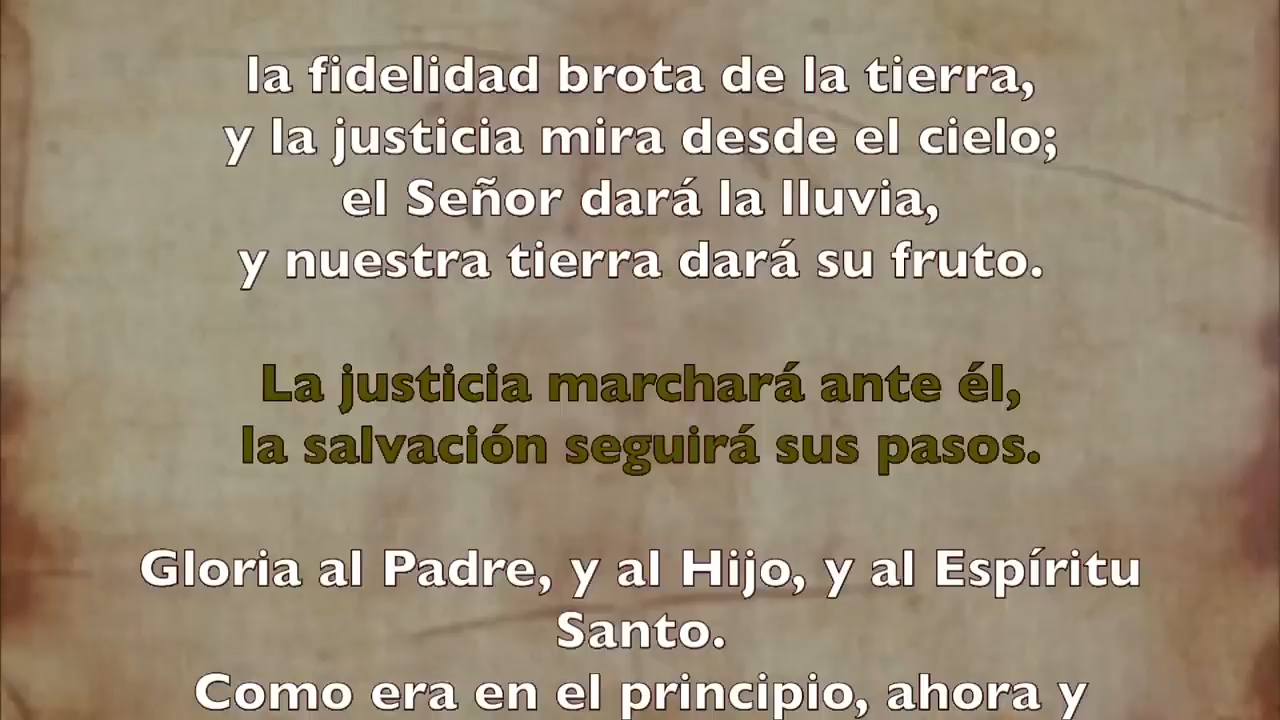 la fidelidad brota de la tierra,
y la justicia mira desde el cielo;
el Señor dará la lluvia,
y nuestra tierra dará su fruto.
La justicia marchará ante él,
la salvación seguirá sus pasos.
Gloria al Padre, y al Hijo, y al Espíritu
Santo.
Como era en el principio, ahora y